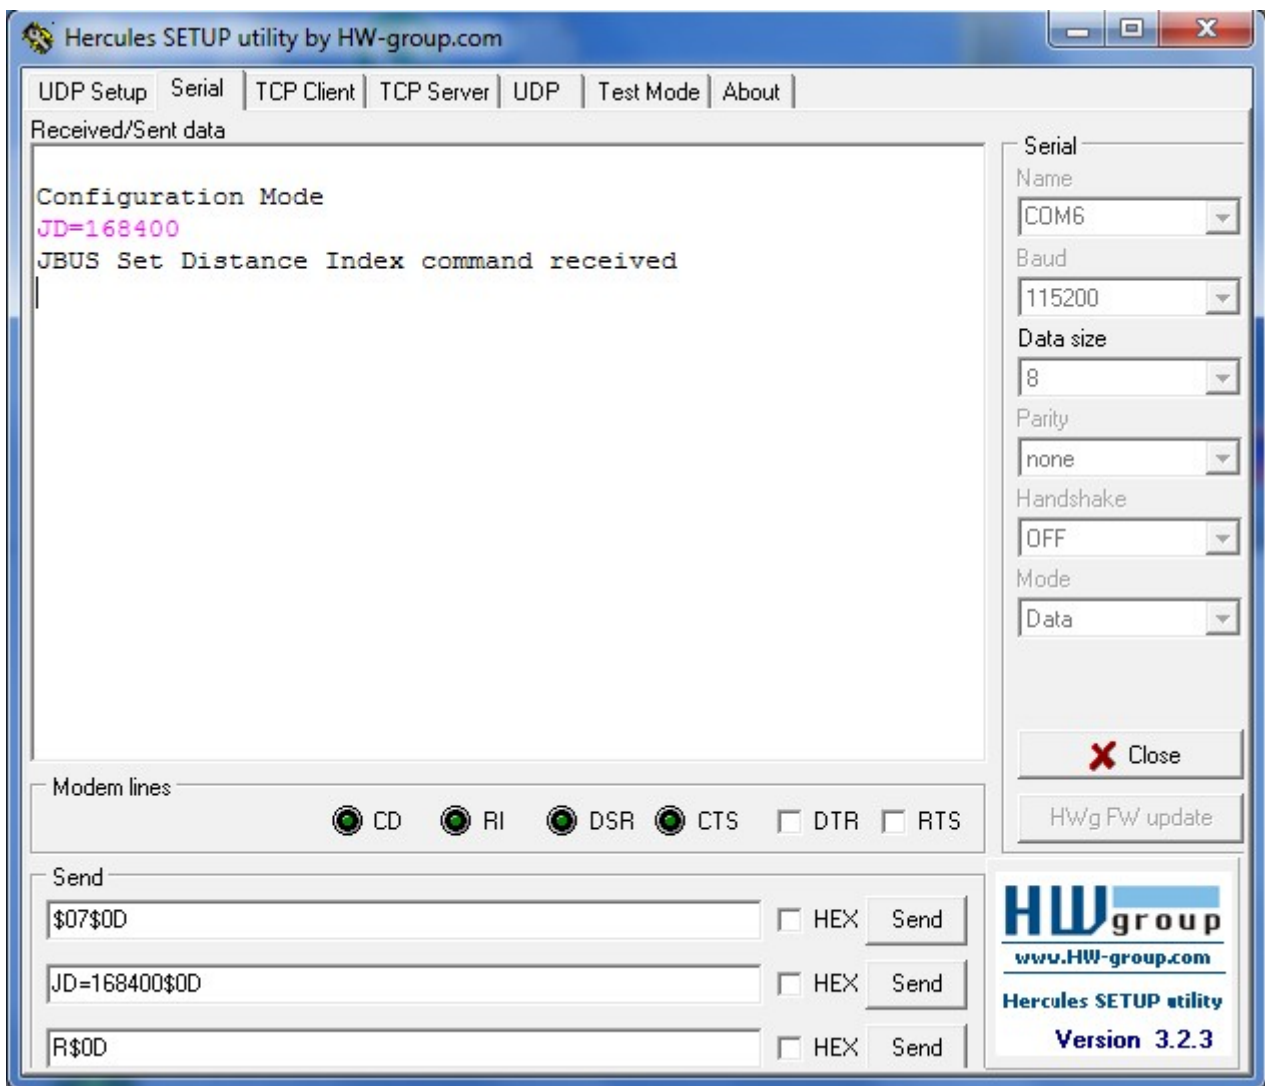 Hercules SETUP utility by HW-group.com
UDP Setup Serial TCP Client TCP Server UDP Test Mode About
Received/Sent data
Configuration Mode
JD=168400
JBUS Set Distance Index command received
Serial
Name
COM6
Baud
115200
Data size
8
Parity
none
Handshake
OFF
Mode
Data
Close
HWg FW update
Modem lines
CD RI DSR CTS DTR RTS
Send
$07$0D HEX Send
JD=168400$0D HEX Send
R$0D HEX Send
HW group
www.HW-group.com
Hercules SETUP utility
Version 3.2.3